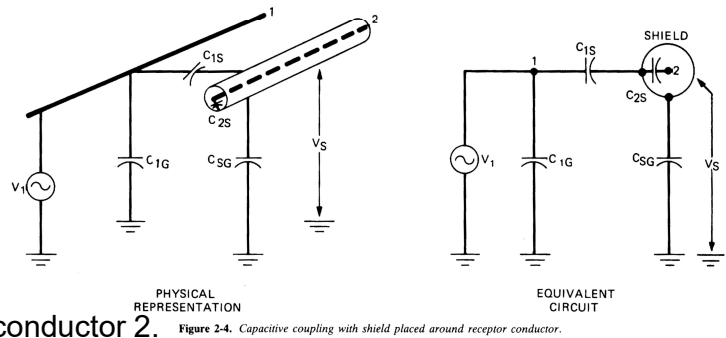 1
2
C1S
C2S
C1G
CSG
VS
V1
PHYSICAL
REPRESENTATION
SHIELD
1
C1S
2
C2S
V1
C1G
CSG
VS
EQUIVALENT
CIRCUIT
conductor 2.
Figure 2-4. Capacitive coupling with shield placed around receptor conductor.